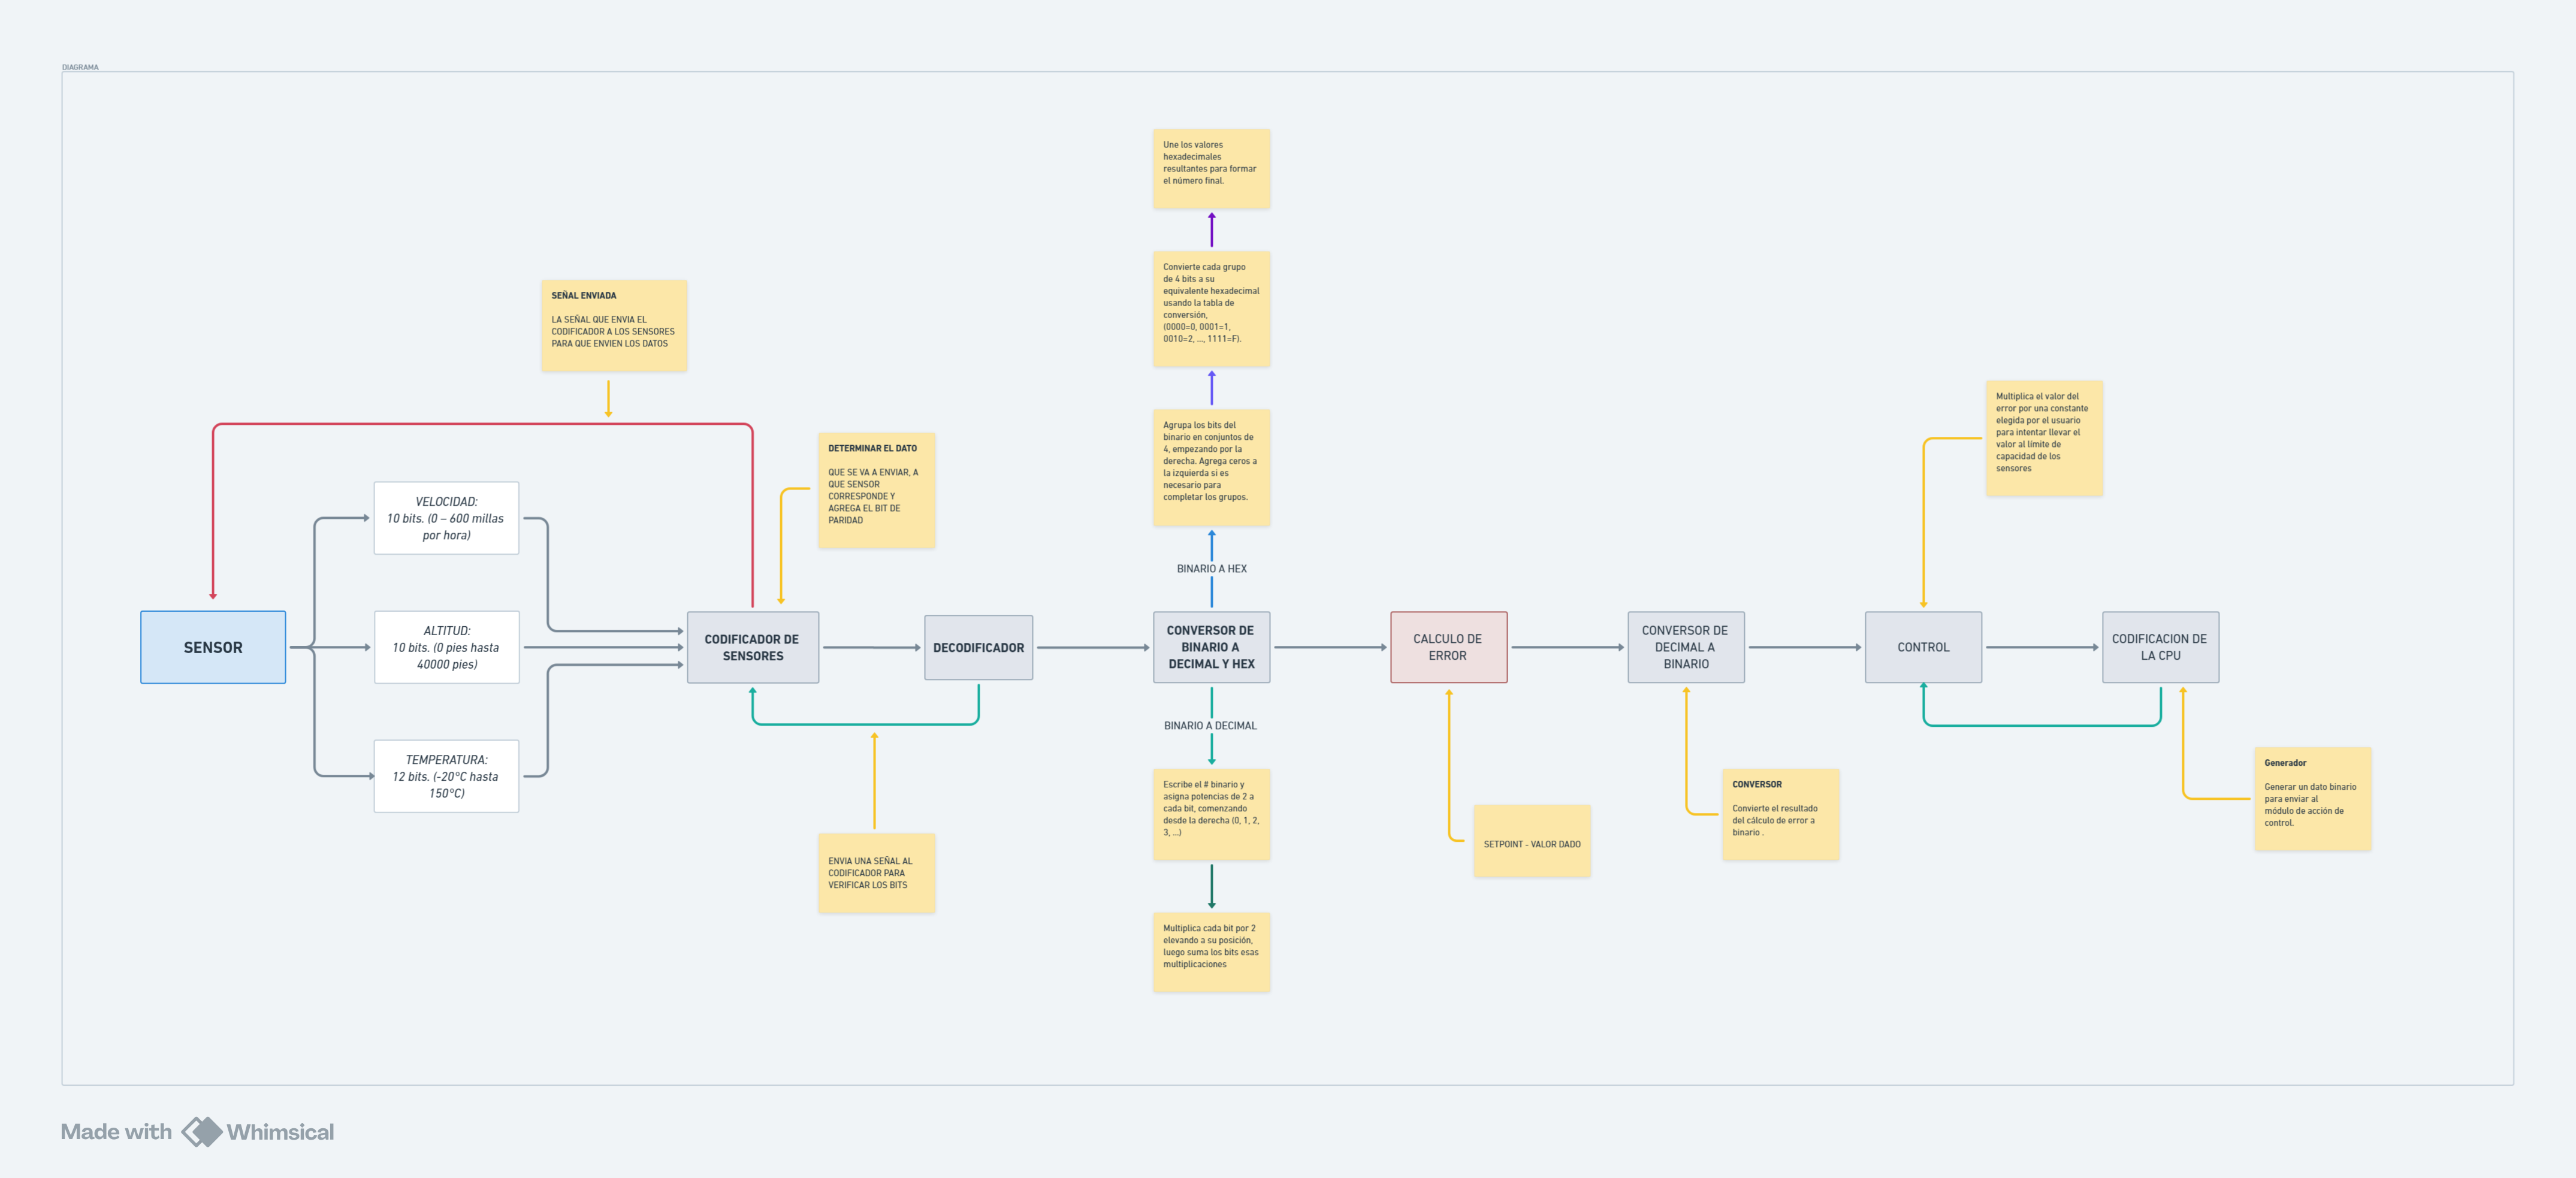 DIAGRAMA
Une los valores
hexadecimales
resultantes para formar
el número final.
Convierte cada grupo
de 4 bits a su
equivalente hexadecimal
usando la tabla de
conversión,
(0000=0, 0001=1,
0010=2, ..., 1111=F).
SEÑAL ENVIADA
LA SEÑAL QUE ENVIA EL
CODIFICADOR A LOS SENSORES
PARA QUE ENVIEN LOS DATOS
Agrupa los bits del
binario en conjuntos de
4, empezando por la
derecha. Agrega ceros a
la izquierda si es
necesario para
completar los grupos.
Multiplica el valor del
error por una constante
elegida por el usuario
para intentar llevar el
valor al límite de
capacidad de los
sensores
DETERMINAR EL DATO
QUE SE VA A ENVIAR, A
QUE SENSOR
CORRESPONDE Y
AGREGA EL BIT DE
PARIDAD
VELOCIDAD:
10 bits. (0 – 600 millas
por hora)
BINARIO A HEX
SENSOR
ALTITUD:
10 bits. (0 pies hasta
40000 pies)
CODIFICADOR DE
SENSORES
DECODIFICADOR
CONVERSOR DE
BINARIO A
DECIMAL Y HEX
CALCULO DE
ERROR
CONVERSOR DE
DECIMAL A
BINARIO
CONTROL
CODIFICACION DE
LA CPU
BINARIO A DECIMAL
TEMPERATURA:
12 bits. (-20°C hasta
150°C)
Escribe el # binario y
asigna potencias de 2 a
cada bit, comenzando
desde la derecha (0, 1, 2,
3, ...)
CONVERSOR
Convierte el resultado
del cálculo de error a
binario .
Generador
Generar un dato binario
para enviar al
módulo de acción de
control.
SETPOINT - VALOR DADO
ENVIA UNA SEÑAL AL
CODIFICADOR PARA
VERIFICAR LOS BITS
Multiplica cada bit por 2
elevando a su posición,
luego suma los bits esas
multiplicaciones
Made with Whimsical